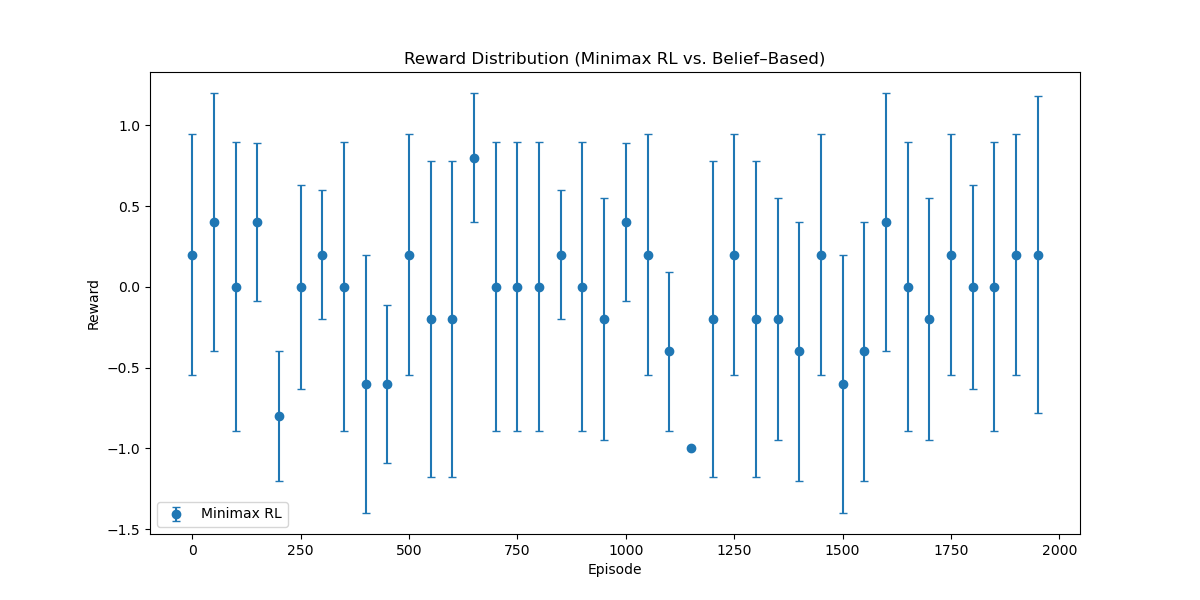 Reward Distribution (Minimax RL vs. Belief–Based)
Reward
1.0
0.5
0.0
−0.5
−1.0
−1.5
Minimax RL
0 250 500 750 1000 1250 1500 1750 2000
Episode